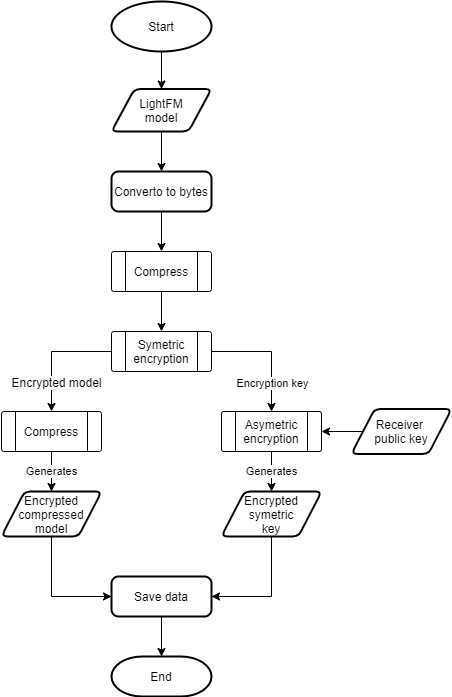 Start
LightFM
model
Converto to bytes
Compress
Symetric
encryption
Encrypted model
Encryption key
Compress
Asymetric
encryption
Receiver
public key
Generates
Generates
Encrypted
compressed
model
Encrypted
symetric
key
Save data
End